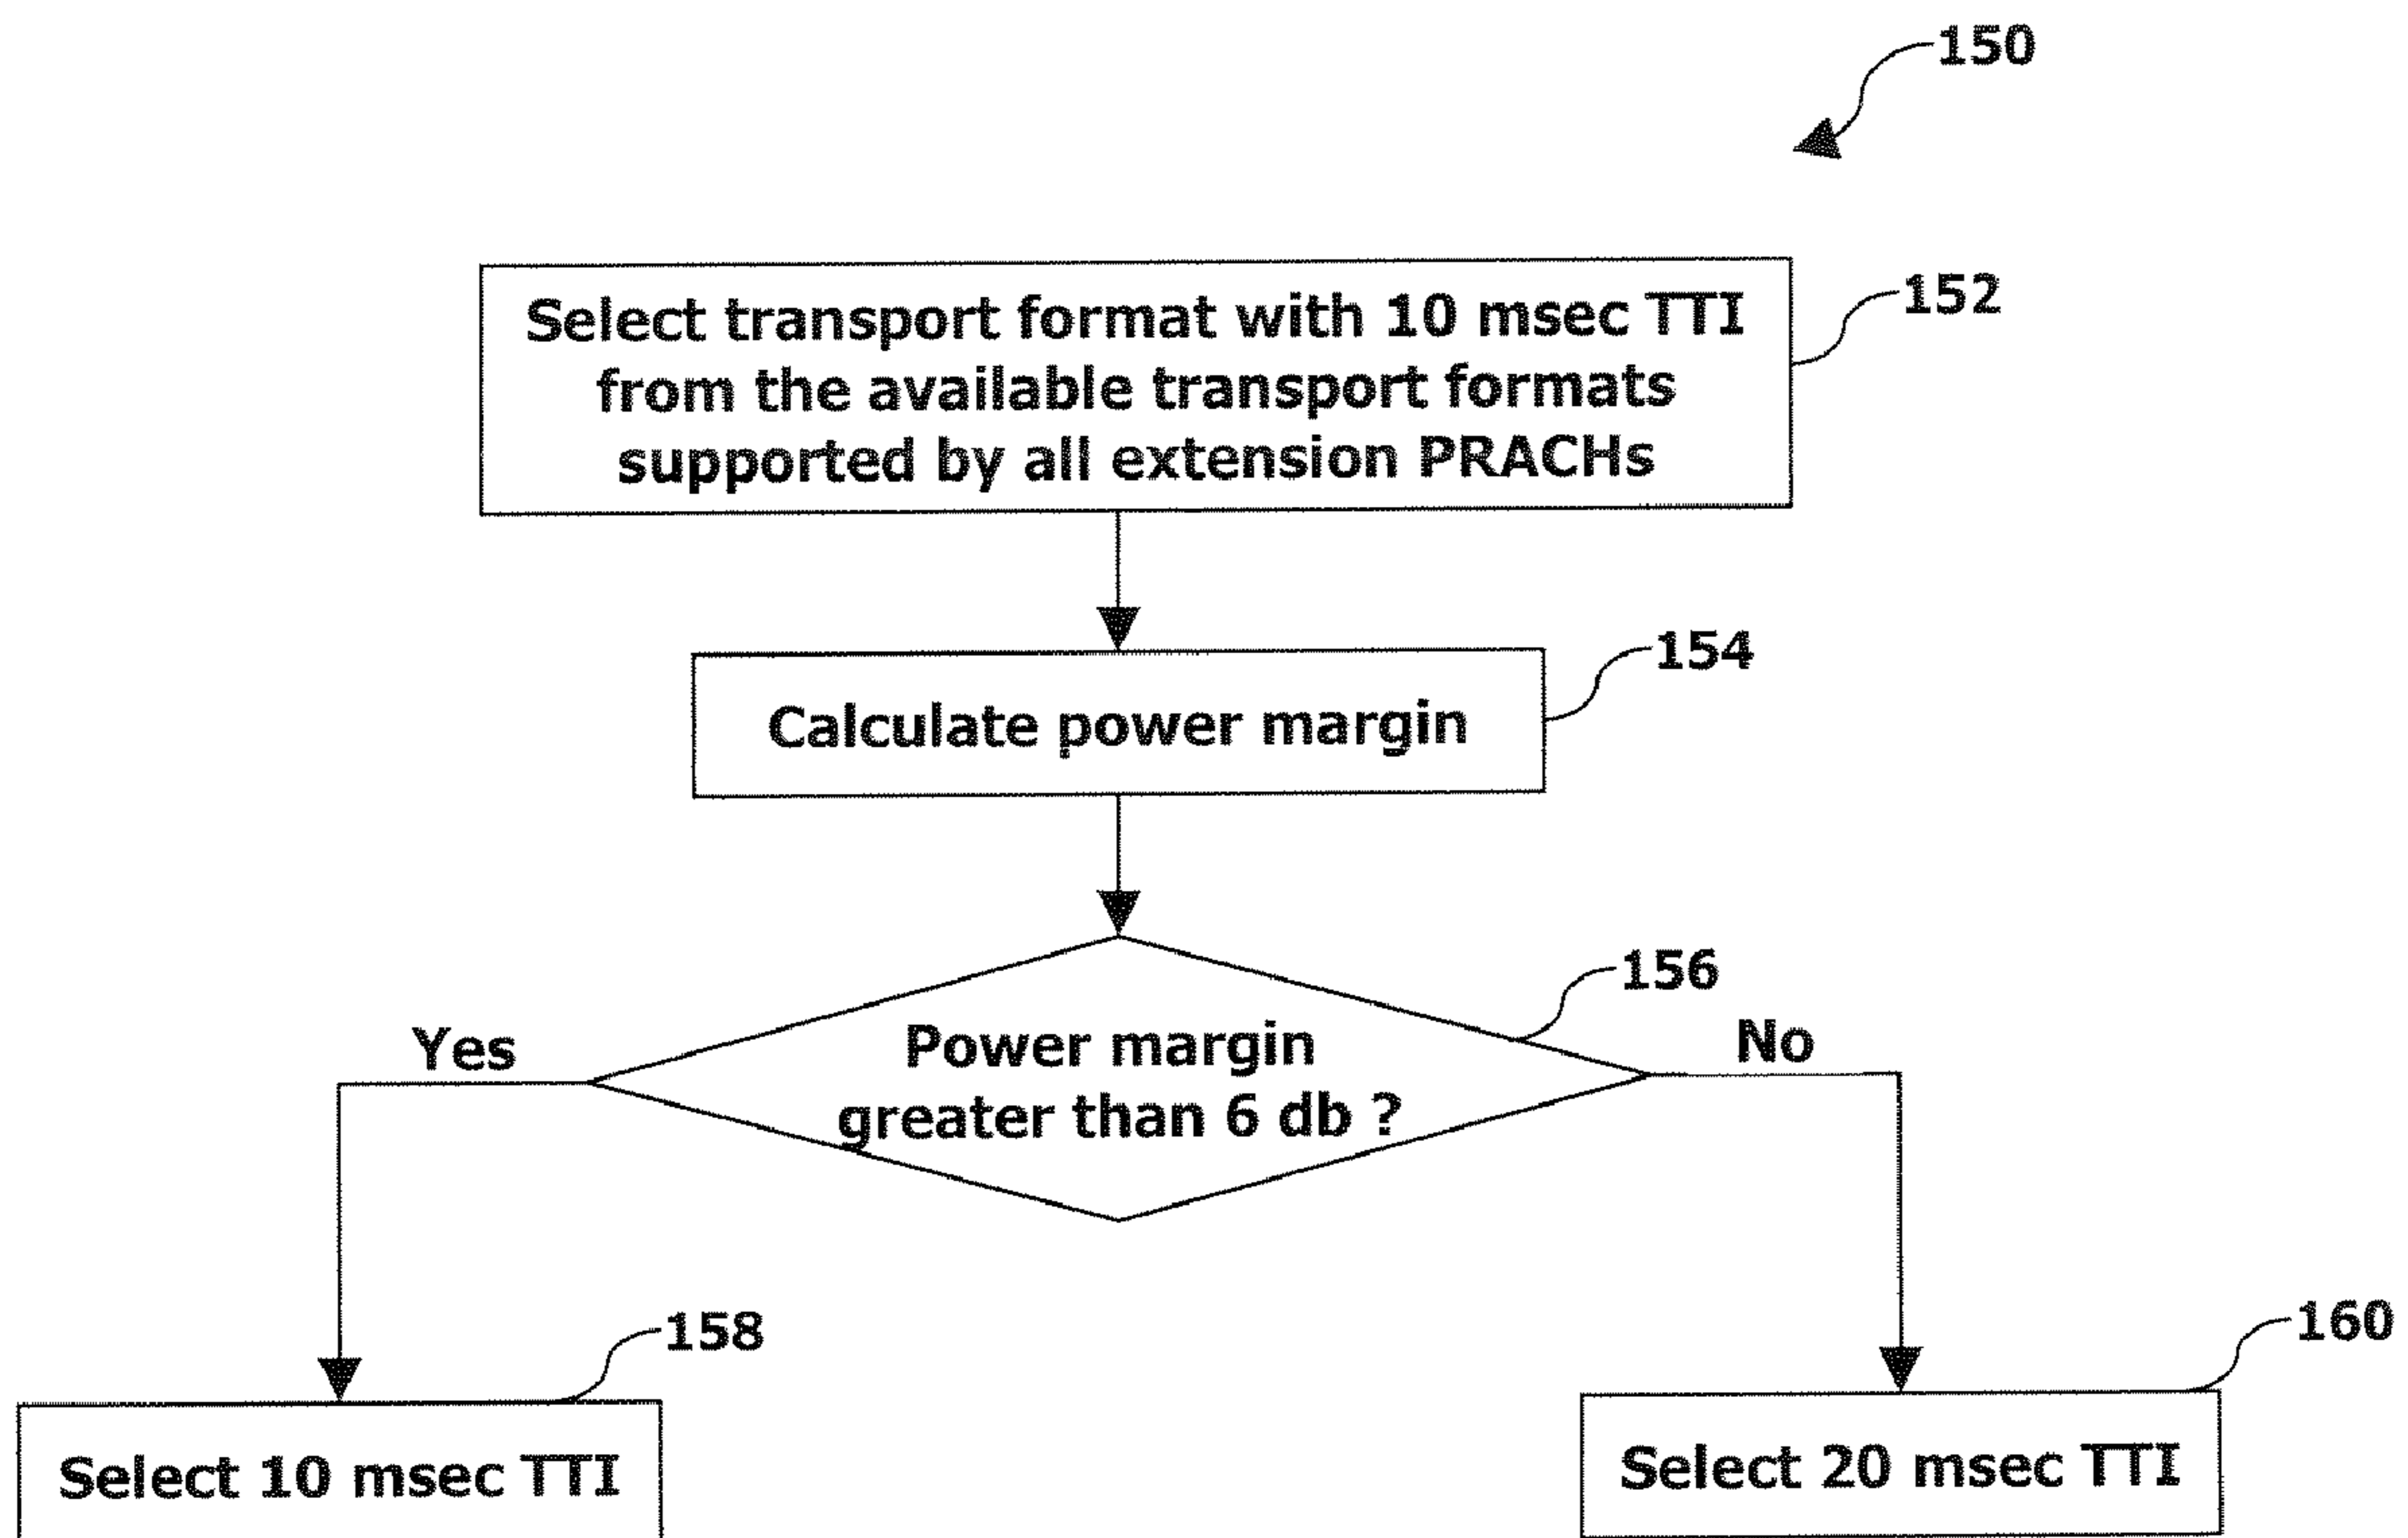 150
Select transport format with 10 msec TTI
from the available transport formats
supported by all extension PRACHs
152
Calculate power margin
154
Power margin
greater than 6 db ?
156
Yes
No
Select 10 msec TTI
158
Select 20 msec TTI
160